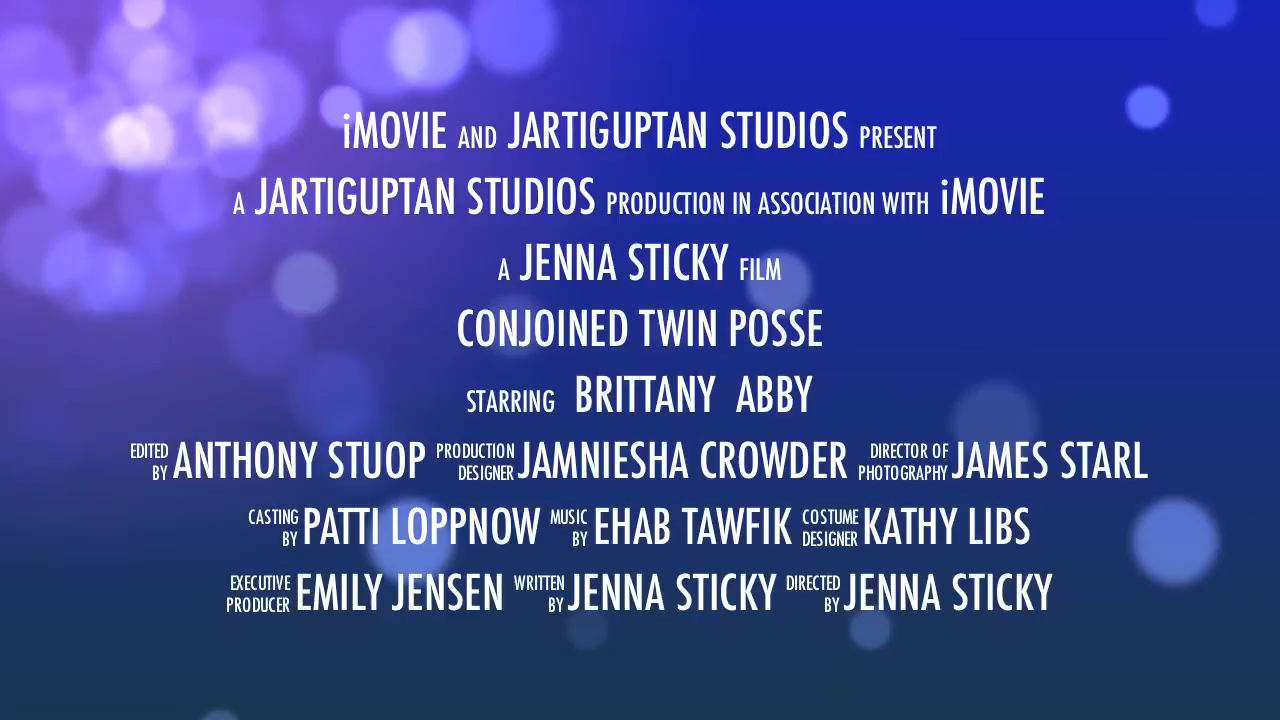 iMOVIE AND JARTIGUPTAN STUDIOS PRESENT
A JARTIGUPTAN STUDIOS PRODUCTION IN ASSOCIATION WITH iMOVIE
A JENNA STICKY FILM
CONJOINED TWIN POSSE
STARRING BRITTANY ABBY
EDITED BY ANTHONY STUOP PRODUCTION DESIGNER JAMNIESHA CROWDER DIRECTOR OF PHOTOGRAPHY JAMES STARL
CASTING BY PATTI LOPPNOW MUSIC BY EHAB TAWFIK COSTUME DESIGNER KATHY LIBS
EXECUTIVE PRODUCER EMILY JENSEN WRITTEN BY JENNA STICKY DIRECTED BY JENNA STICKY